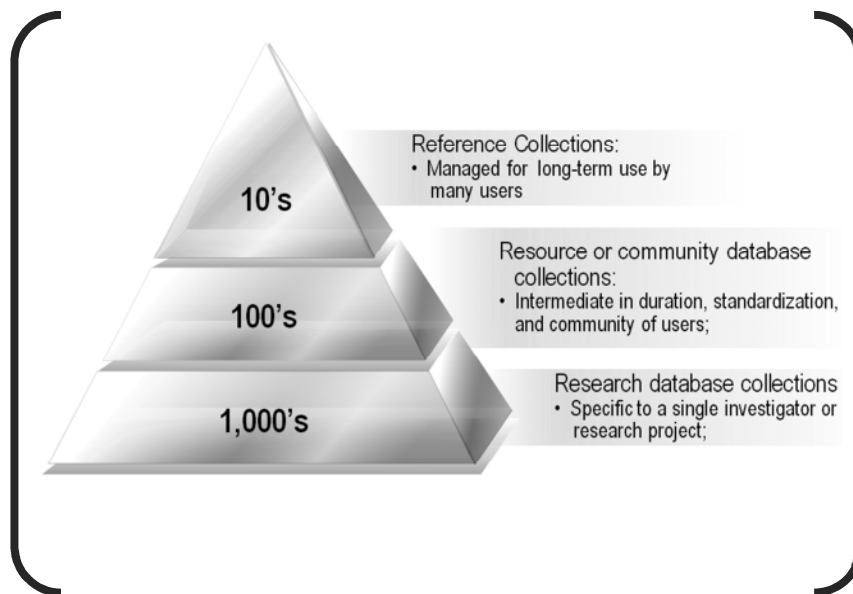 10's
Reference Collections:
• Managed for long-term use by
many users
100's
Resource or community database
collections:
• Intermediate in duration, standardization,
and community of users;
1,000's
Research database collections
• Specific to a single investigator or
research project;